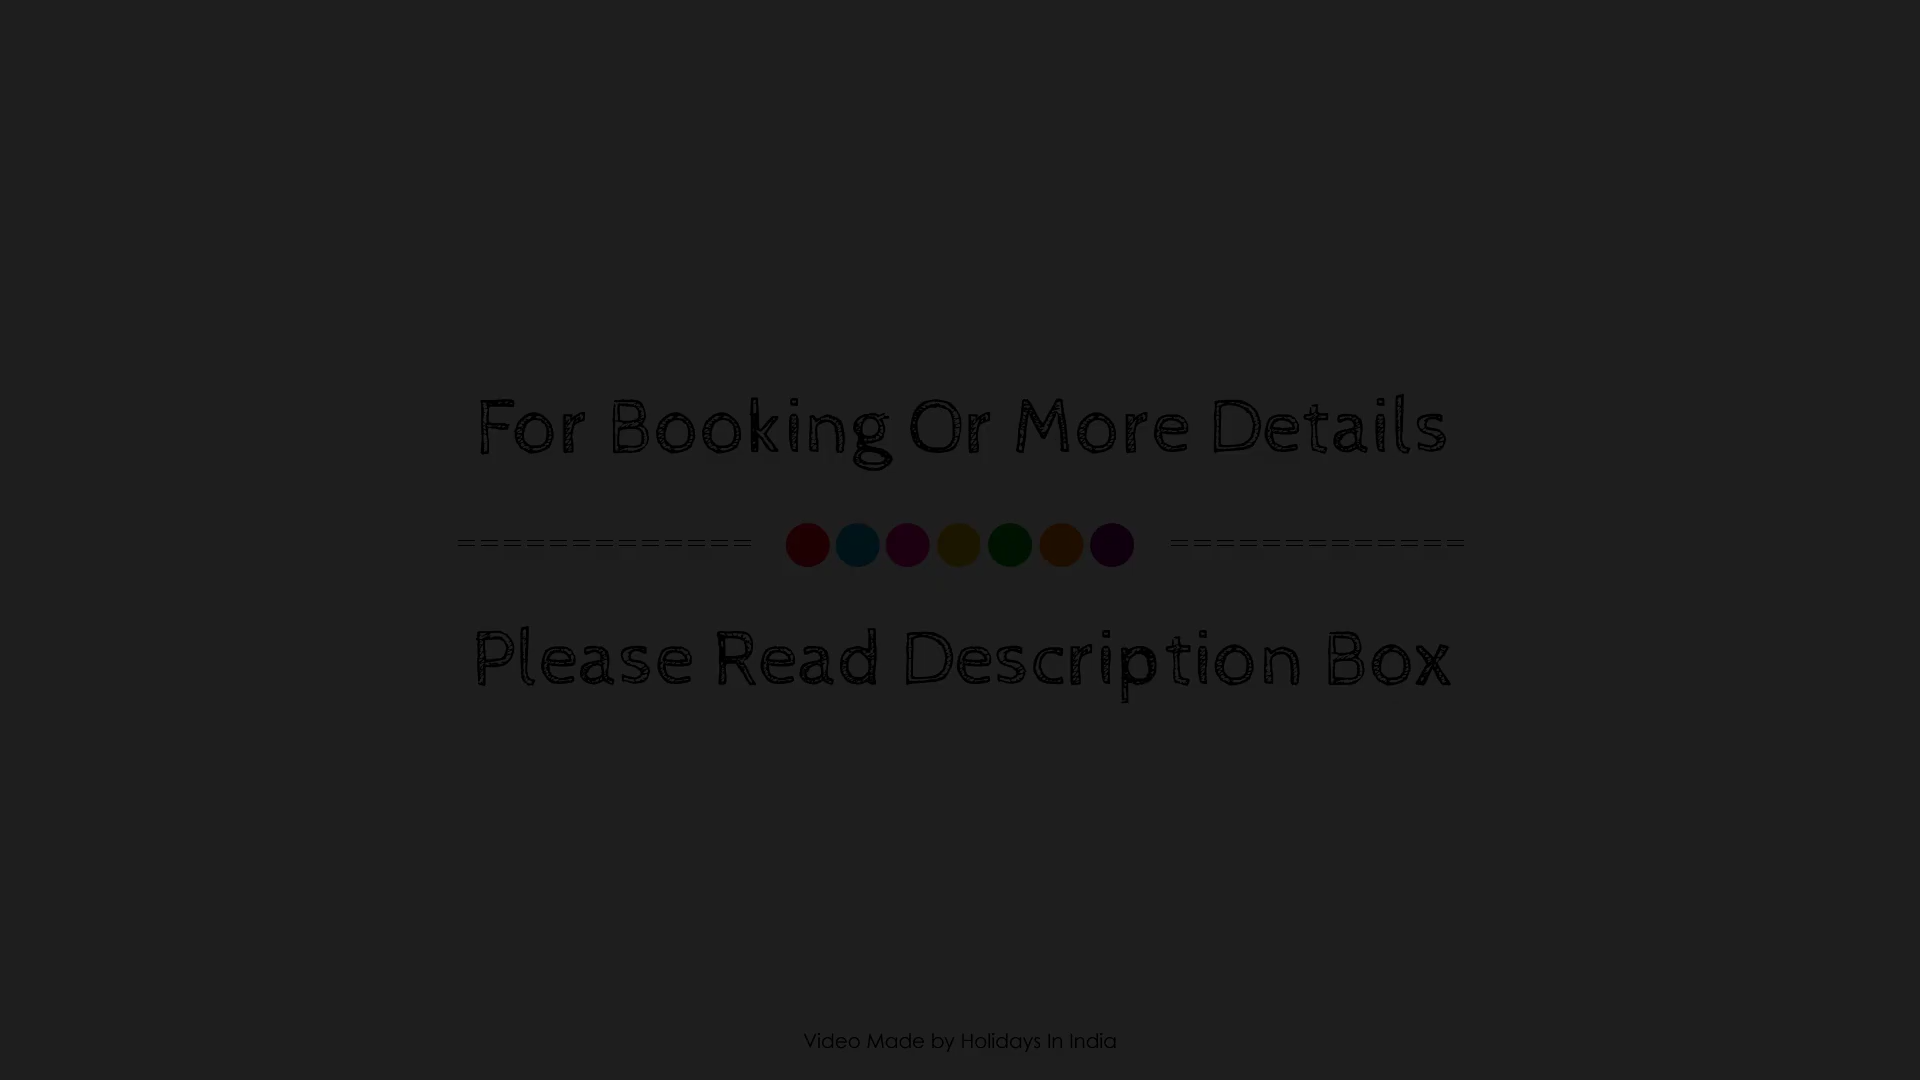 For Booking Or More Details
============= =============
Please Read Description Box
Video Made by Holidays In India